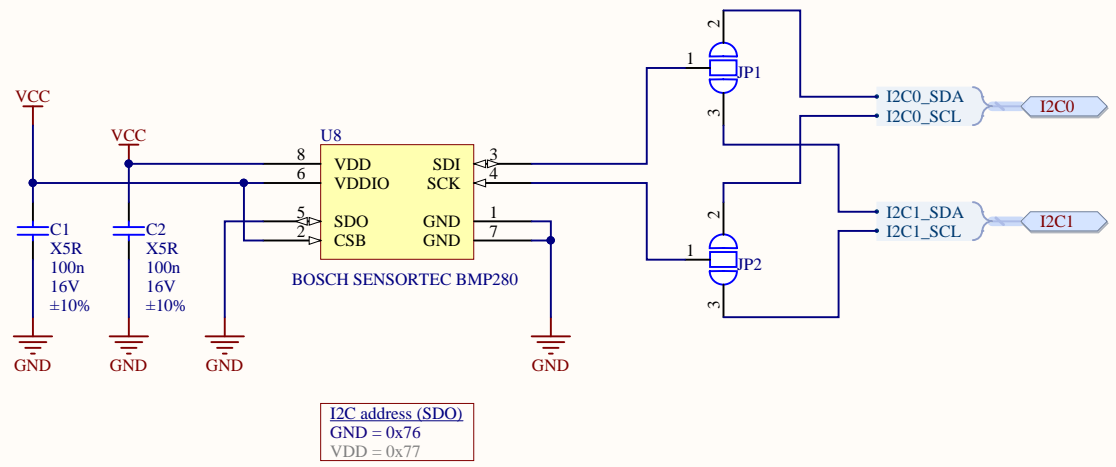 2
1
JP1
3
I2C0_SDA
I2C0_SCL
I2C0
VCC
VCC
U8
8
VDD
SDI
3
6
VDDIO
SCK
4
5
SDO
GND
1
2
CSB
GND
7
BOSCH SENSORTEC BMP280
C1
X5R
100n
16V
±10%
C2
X5R
100n
16V
±10%
2
1
JP2
3
I2C1_SDA
I2C1_SCL
I2C1
GND
GND
GND
GND
I2C address (SDO)
GND = 0x76
VDD = 0x77